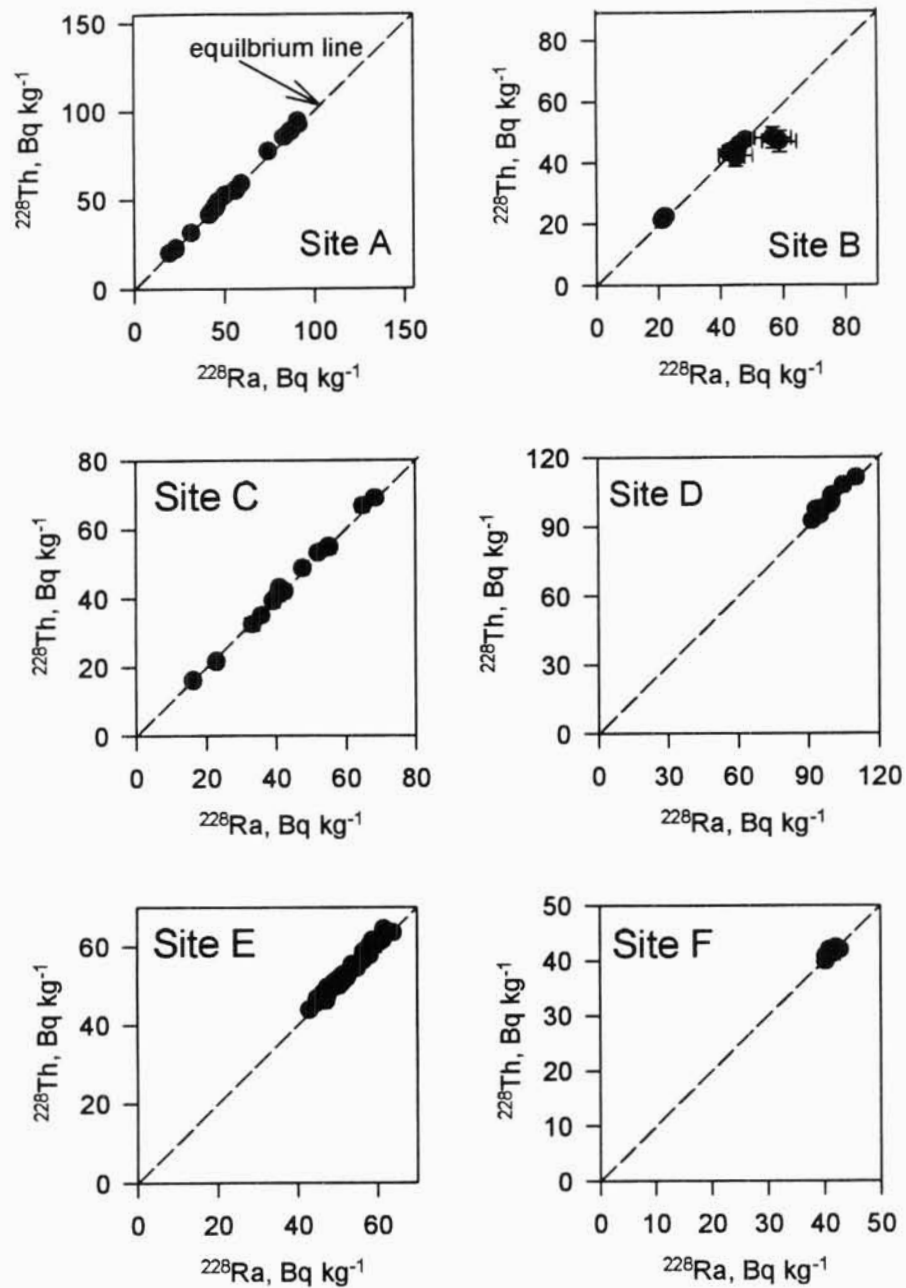 150
100
50
0
0 50 100 150
²²⁸Th, Bq kg⁻¹
²²⁸Ra, Bq kg⁻¹
equilbrium line
Site A
80
60
40
20
0
0 20 40 60 80
²²⁸Th, Bq kg⁻¹
²²⁸Ra, Bq kg⁻¹
Site B
80
60
40
20
0
0 20 40 60 80
²²⁸Th, Bq kg⁻¹
²²⁸Ra, Bq kg⁻¹
Site C
120
90
60
30
0
0 30 60 90 120
²²⁸Th, Bq kg⁻¹
²²⁸Ra, Bq kg⁻¹
Site D
60
40
20
0
0 20 40 60
²²⁸Th, Bq kg⁻¹
²²⁸Ra, Bq kg⁻¹
Site E
50
40
30
20
10
0
0 10 20 30 40 50
²²⁸Th, Bq kg⁻¹
²²⁸Ra, Bq kg⁻¹
Site F